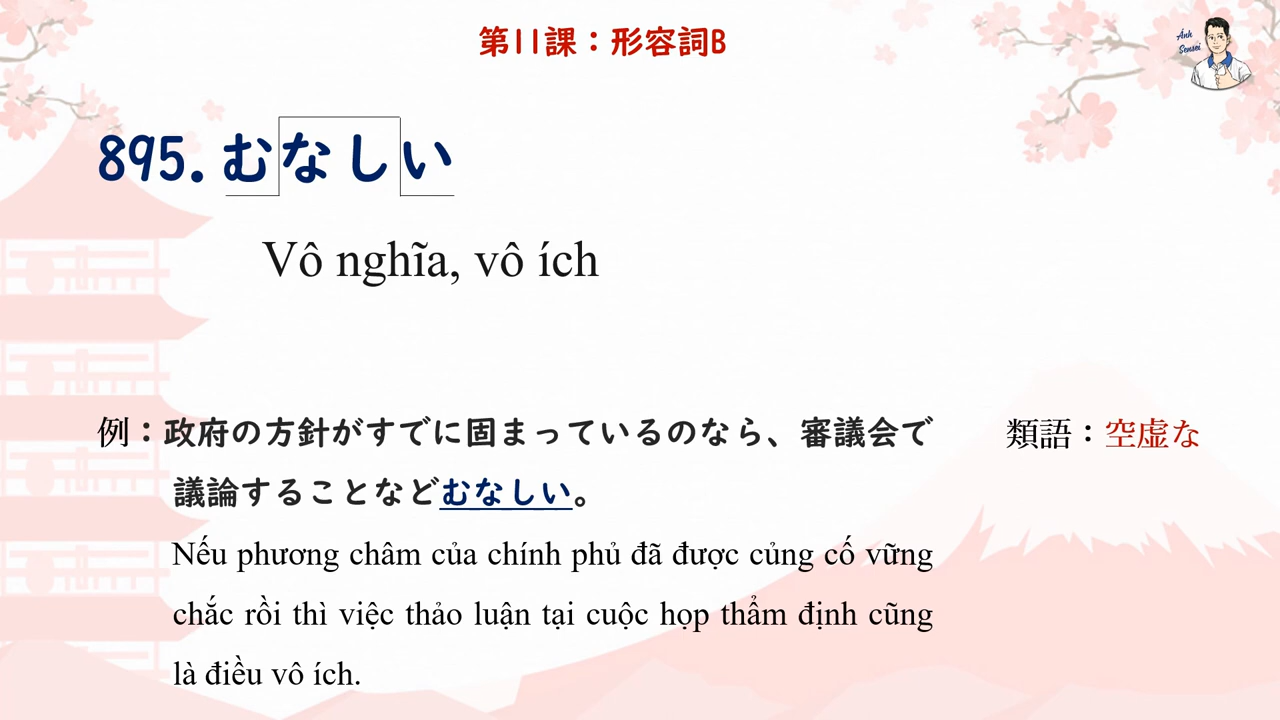 第11課：形容詞B
Ánh
Sensei
895. むなしい
Vô nghĩa, vô ích
例：政府の方針がすでに固まっているのなら、審議会で
議論することなどむなしい。
類語：空虚な
Nếu phương châm của chính phủ đã được củng cố vững
chắc rồi thì việc thảo luận tại cuộc họp thẩm định cũng
là điều vô ích.